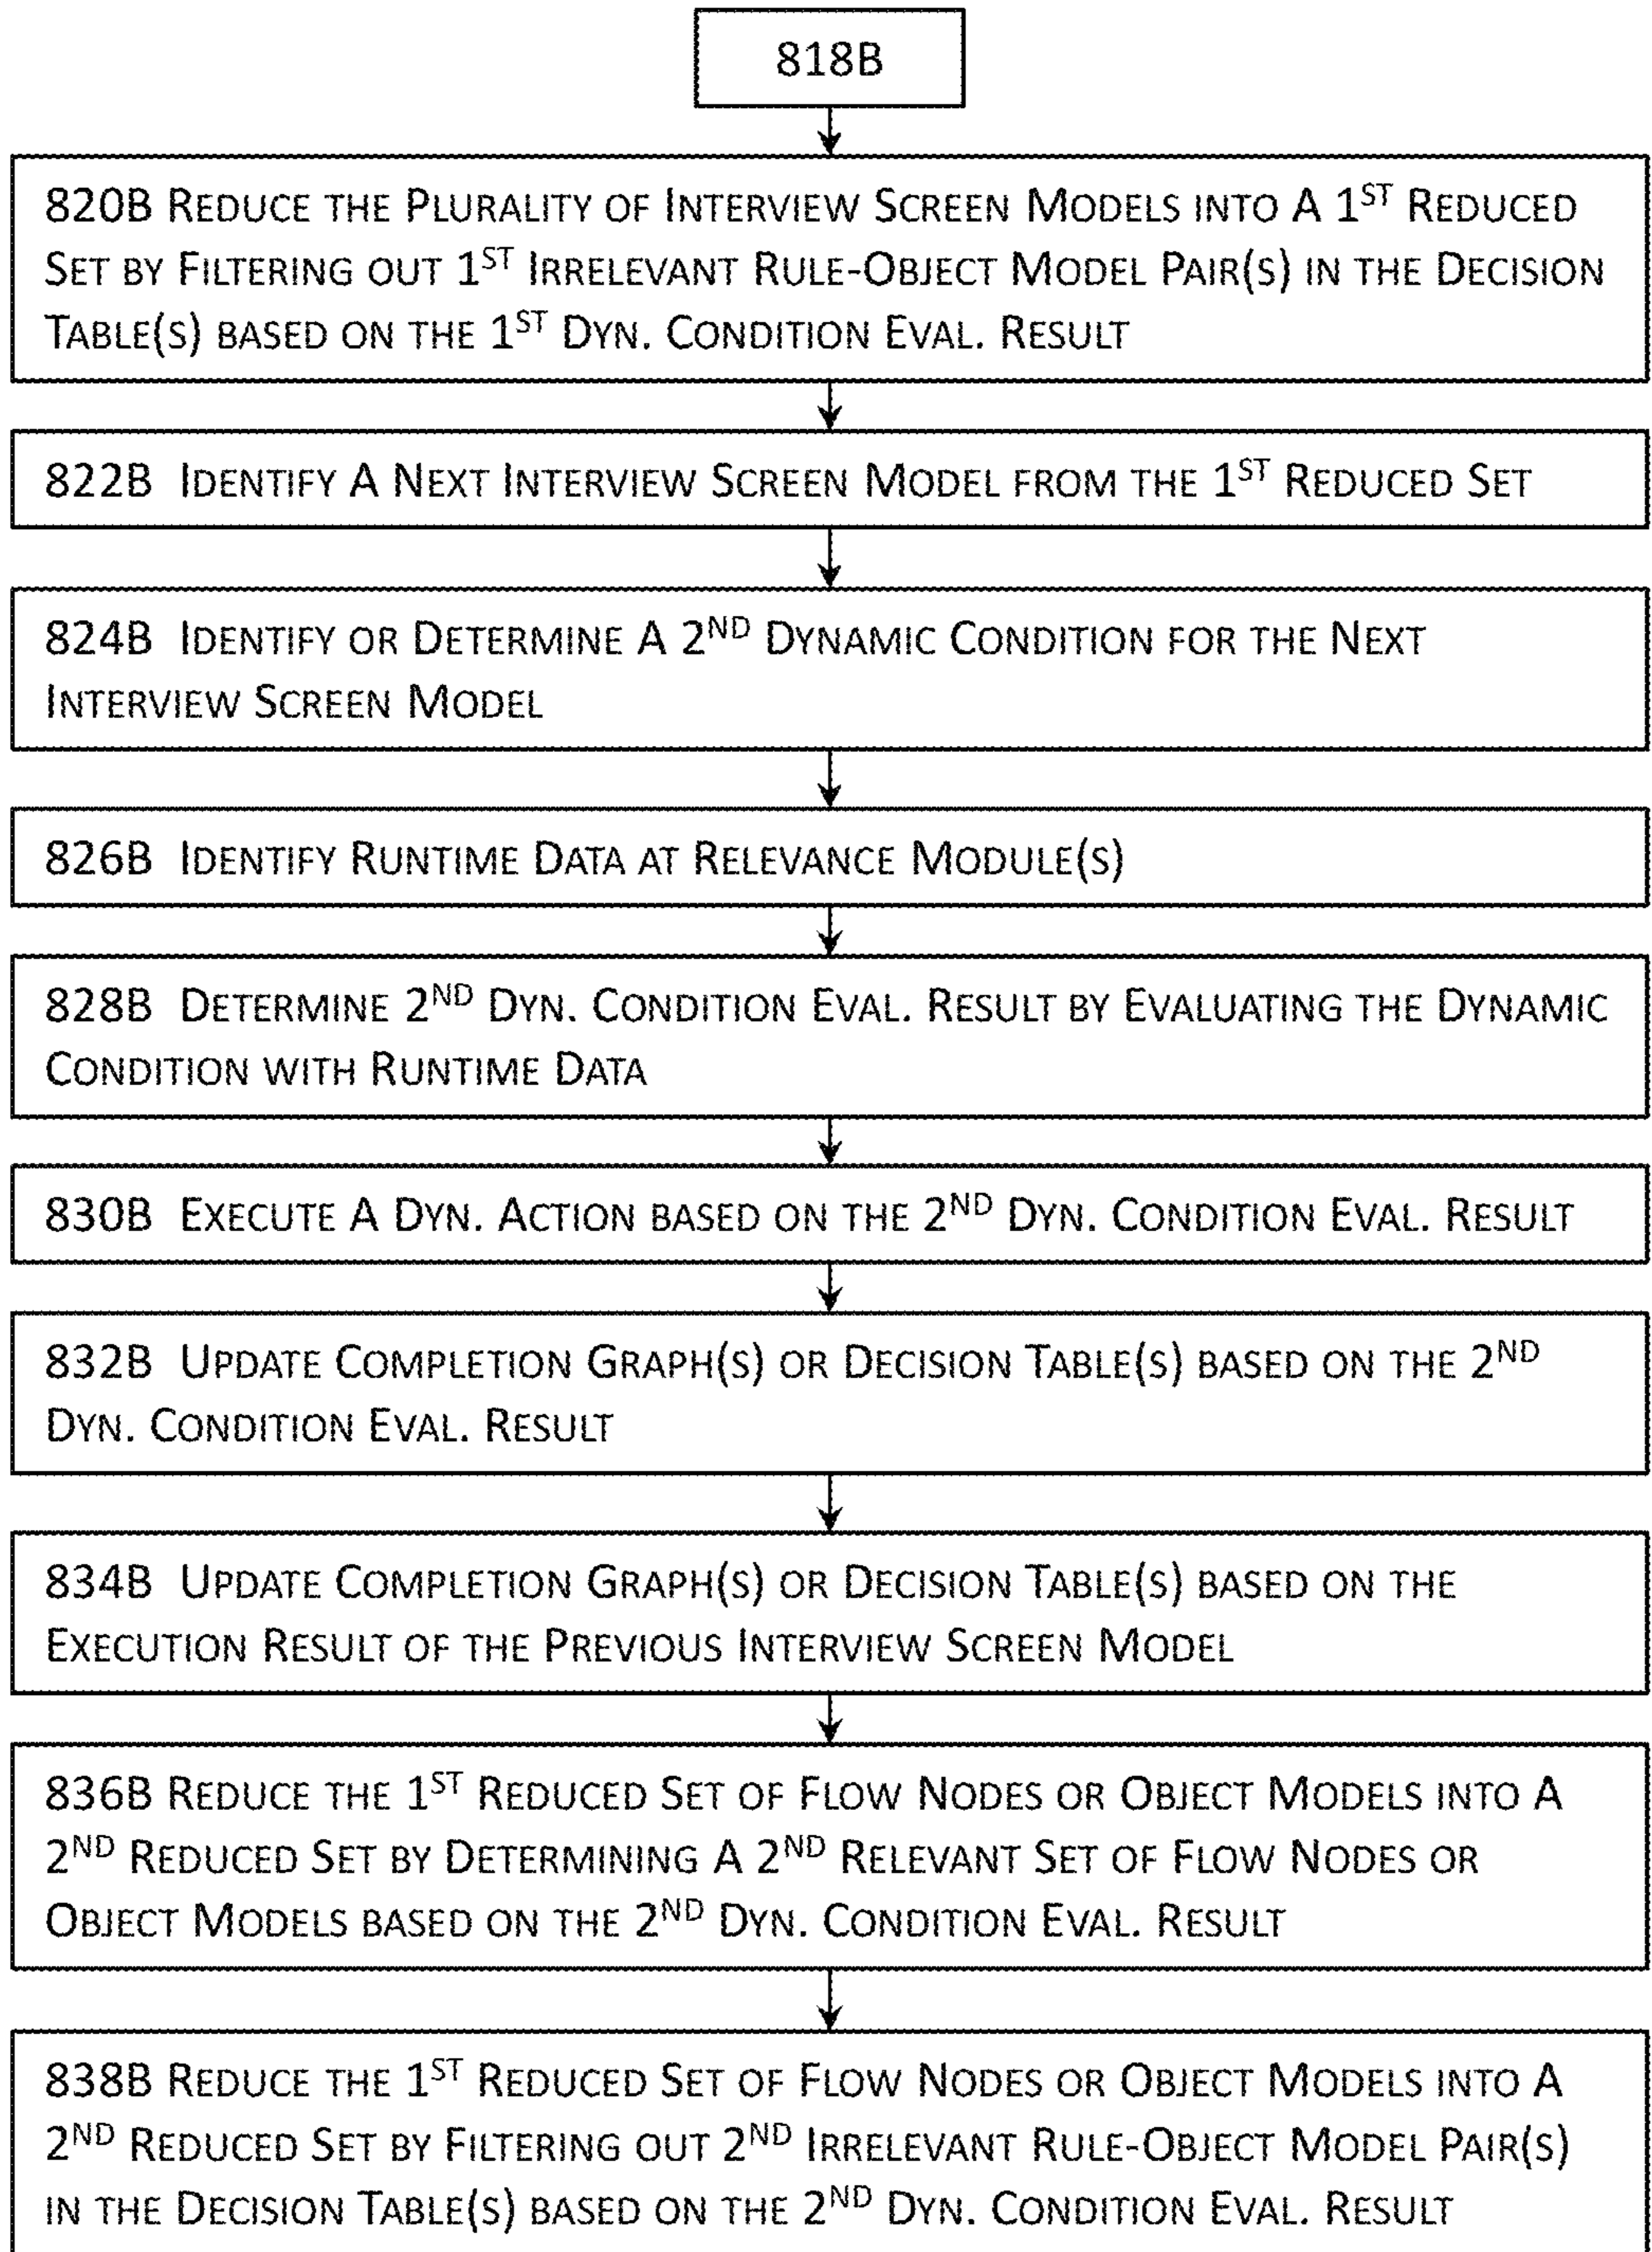 818B
820B REDUCE THE PLURALITY OF INTERVIEW SCREEN MODELS INTO A 1ST REDUCED
SET BY FILTERING OUT 1ST IRRELEVANT RULE-OBJECT MODEL PAIR(S) IN THE DECISION
TABLE(S) BASED ON THE 1ST DYN. CONDITION EVAL. RESULT
822B IDENTIFY A NEXT INTERVIEW SCREEN MODEL FROM THE 1ST REDUCED SET
824B IDENTIFY OR DETERMINE A 2ND DYNAMIC CONDITION FOR THE NEXT
INTERVIEW SCREEN MODEL
826B IDENTIFY RUNTIME DATA AT RELEVANCE MODULE(S)
828B DETERMINE 2ND DYN. CONDITION EVAL. RESULT BY EVALUATING THE DYNAMIC
CONDITION WITH RUNTIME DATA
830B EXECUTE A DYN. ACTION BASED ON THE 2ND DYN. CONDITION EVAL. RESULT
832B UPDATE COMPLETION GRAPH(S) OR DECISION TABLE(S) BASED ON THE 2ND
DYN. CONDITION EVAL. RESULT
834B UPDATE COMPLETION GRAPH(S) OR DECISION TABLE(S) BASED ON THE
EXECUTION RESULT OF THE PREVIOUS INTERVIEW SCREEN MODEL
836B REDUCE THE 1ST REDUCED SET OF FLOW NODES OR OBJECT MODELS INTO A
2ND REDUCED SET BY DETERMINING A 2ND RELEVANT SET OF FLOW NODES OR
OBJECT MODELS BASED ON THE 2ND DYN. CONDITION EVAL. RESULT
838B REDUCE THE 1ST REDUCED SET OF FLOW NODES OR OBJECT MODELS INTO A
2ND REDUCED SET BY FILTERING OUT 2ND IRRELEVANT RULE-OBJECT MODEL PAIR(S)
IN THE DECISION TABLE(S) BASED ON THE 2ND DYN. CONDITION EVAL. RESULT